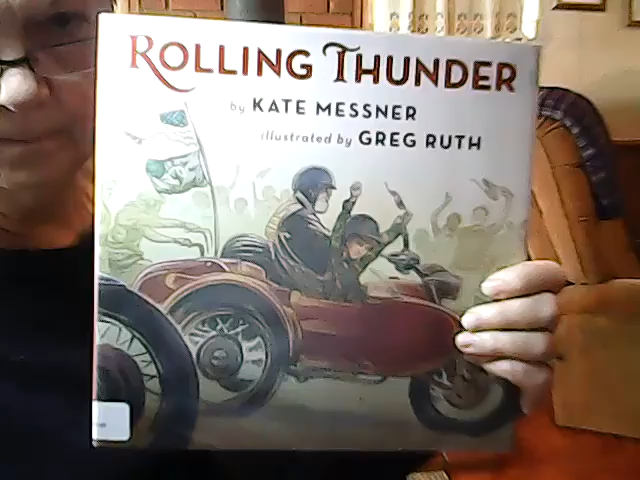 ROLLING THUNDER
by KATE MESSNER
illustrated by GREG RUTH